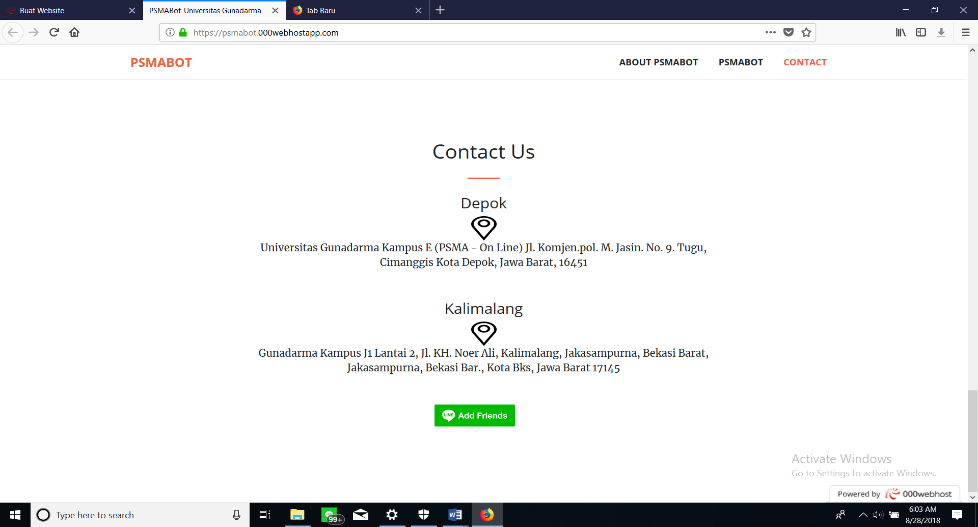 Buat Website
PSMABot-Universitas Gunadarma
Tab Baru
https://psmabot.000webhostapp.com
PSMABOT
ABOUT PSMABOT
PSMABOT
CONTACT
Contact Us
Depok
Universitas Gunadarma Kampus E (PSMA - On Line) Jl. Komjen.pol. M. Jasin. No. 9. Tugu,
Cimanggis Kota Depok, Jawa Barat, 16451
Kalimalang
Gunadarma Kampus J1 Lantai 2, Jl. KH. Noer Ali, Kalimalang, Jakasampurna, Bekasi Barat,
Jakasampurna, Bekasi Bar., Kota Bks, Jawa Barat 17145
LINE Add Friends
Activate Windows
Go to Settings to activate Windows.
Powered by 000webhost
Type here to search
99+
6:03 AM
8/28/2018